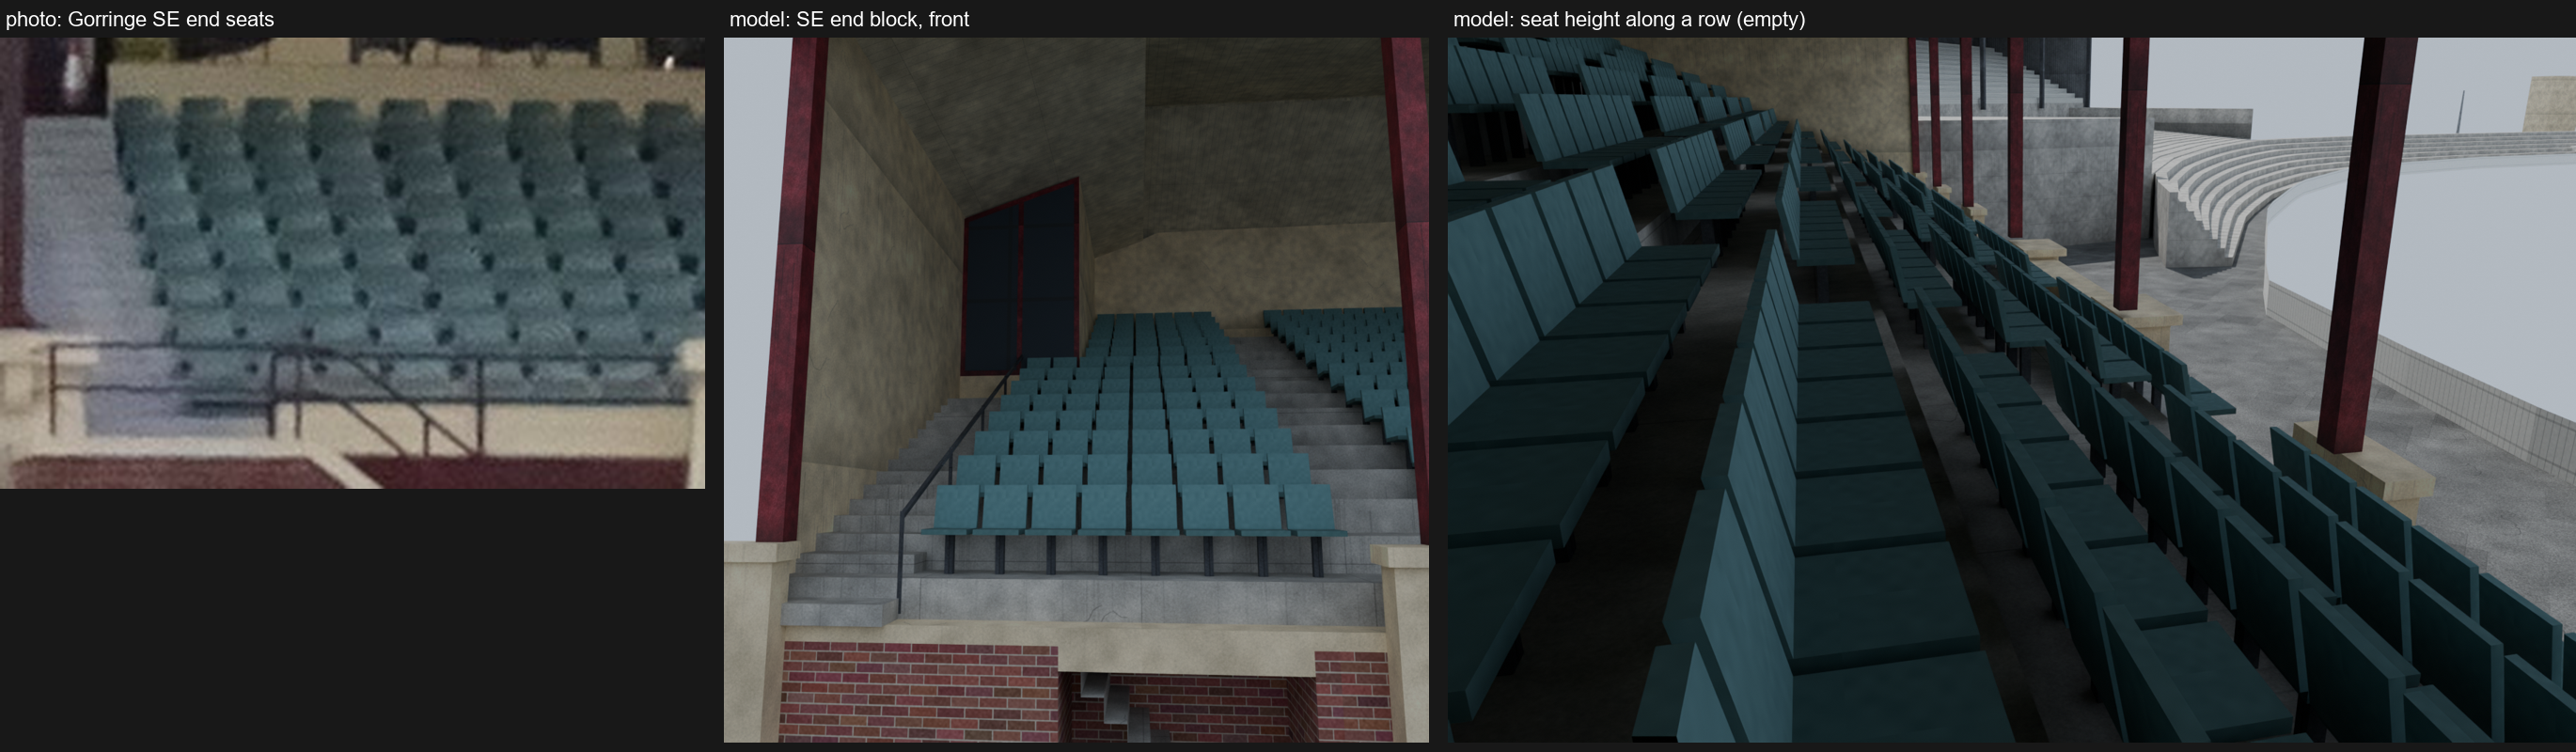 photo: Gorringe SE end seats
model: SE end block, front
model: seat height along a row (empty)